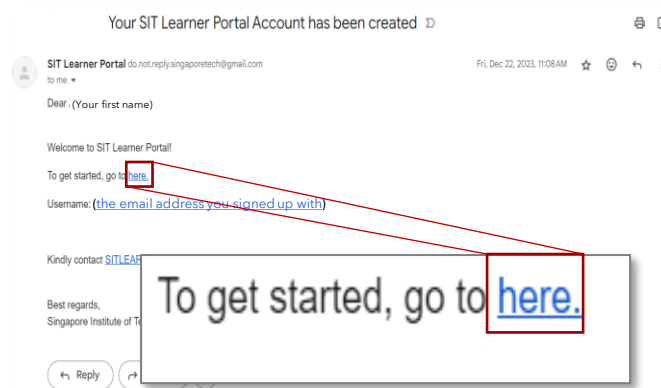 Your SIT Learner Portal Account has been created
SIT Learner Portal do.not.reply.singaporetech@gmail.com
Fri, Dec 22, 2023, 11:08 AM
to me
Dear . (Your first name)
Welcome to SIT Learner Portal!
To get started, go to here.
Username: (the email address you signed up with)
Kindly contact SITLEAR
To get started, go to here.
Best regards,
Singapore Institute of Te
Reply